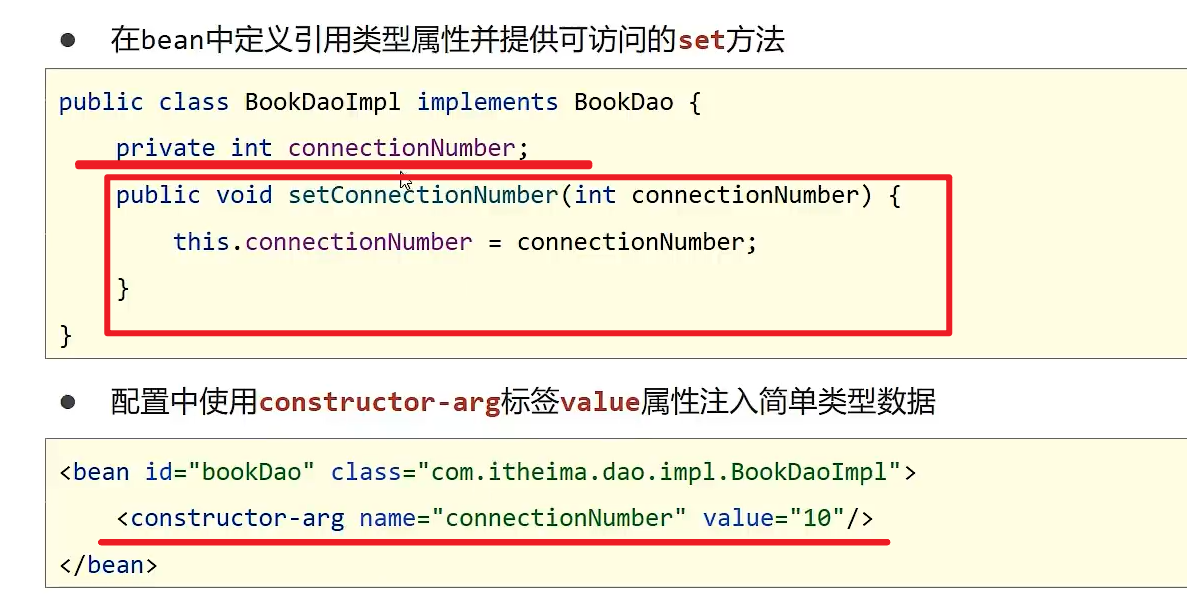 ● 在bean中定义引用类型属性并提供可访问的set方法
public class BookDaoImpl implements BookDao {
    private int connectionNumber;
    public void setConnectionNumber(int connectionNumber) {
        this.connectionNumber = connectionNumber;
    }
}
● 配置中使用constructor-arg标签value属性注入简单类型数据
<bean id="bookDao" class="com.itheima.dao.impl.BookDaoImpl">
    <constructor-arg name="connectionNumber" value="10"/>
</bean>